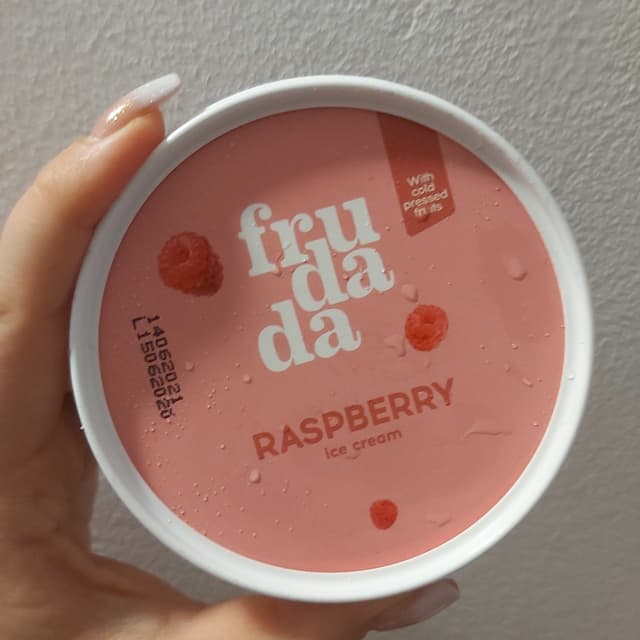 With
cold
pressed
fruits
fru
da
da
RASPBERRY
ice cream
14062021
L15062020